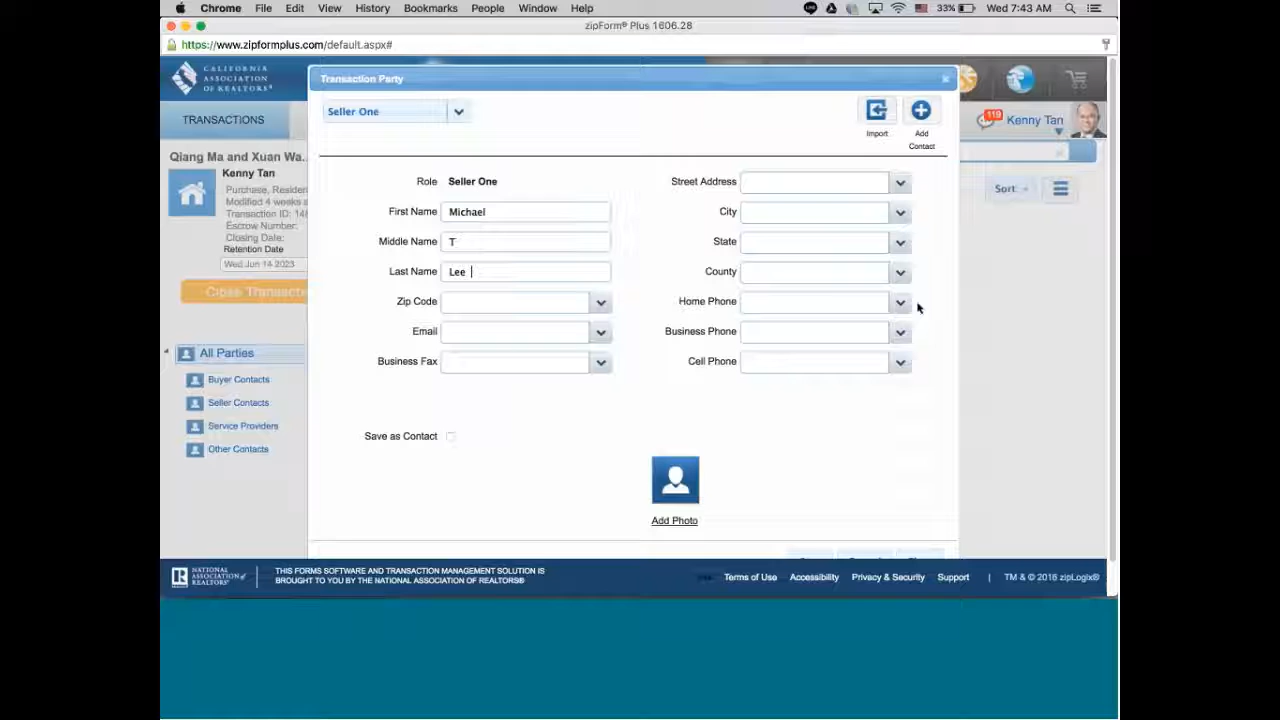 Chrome File Edit View History Bookmarks People Window Help 33% Wed 7:43 AM
zipForm® Plus 1606.28
https://www.zipformplus.com/default.aspx#
CALIFORNIA
ASSOCIATION
OF REALTORS®
Transaction Party
TRANSACTIONS
Seller One
Import
Add
Contact
119
Kenny Tan
Qiang Ma and Xuan Wa..
Kenny Tan
Purchase, Residen
Modified 4 weeks a
Transaction ID: 14
Escrow Number:
Closing Date:
Retention Date
Wed Jun 14 2023
Close Transact
Sort
Role Seller One
First Name Michael
Middle Name T
Last Name Lee
Zip Code
Email
Business Fax
Street Address
City
State
County
Home Phone
Business Phone
Cell Phone
All Parties
Buyer Contacts
Seller Contacts
Service Providers
Other Contacts
Save as Contact
Add Photo
NATIONAL
ASSOCIATION of
REALTORS®
THIS FORMS SOFTWARE AND TRANSACTION MANAGEMENT SOLUTION IS
BROUGHT TO YOU BY THE NATIONAL ASSOCIATION OF REALTORS®
Terms of Use Accessibility Privacy & Security Support | TM & © 2016 zipLogix®